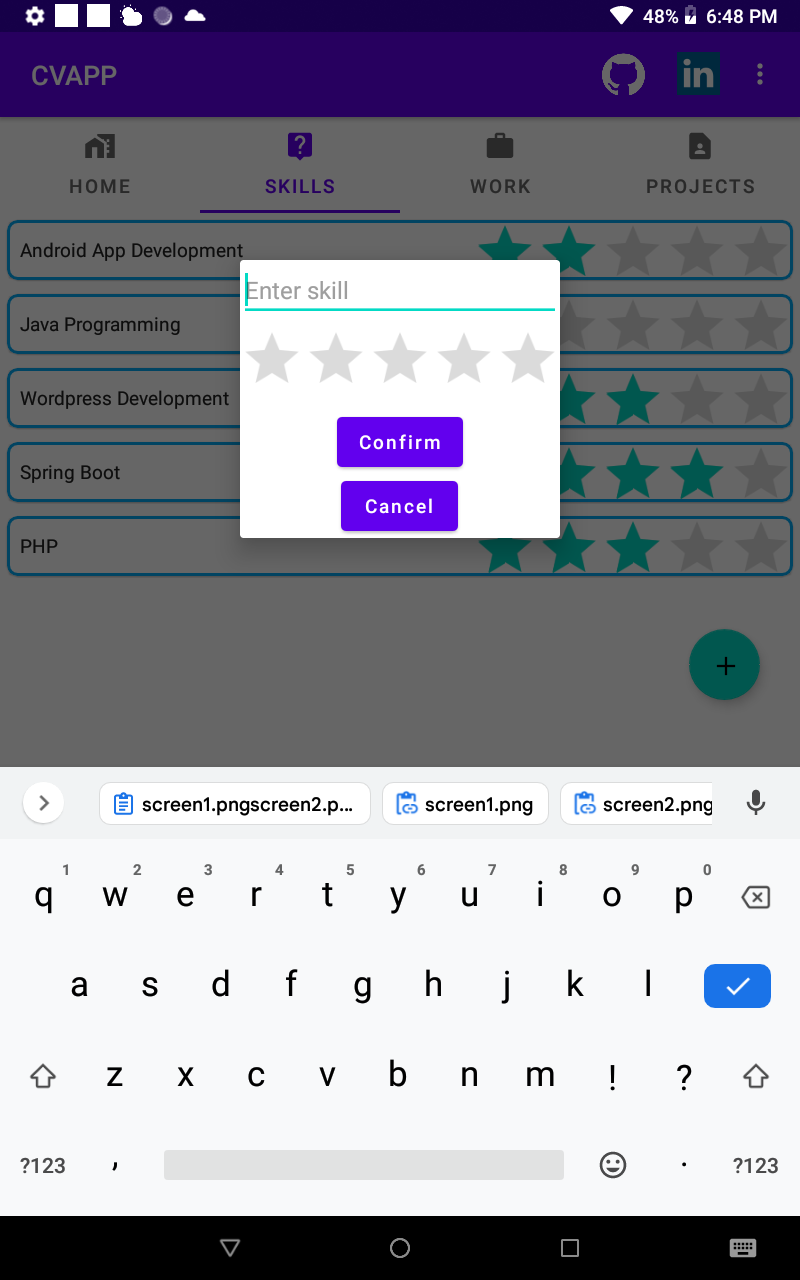 48% 6:48 PM
CVAPP
in
HOME SKILLS WORK PROJECTS
Android App Development
Enter skill
Java Programming
Wordpress Development
Confirm
Spring Boot
Cancel
PHP
+
screen1.pngscreen2.p... screen1.png screen2.png
1 2 3 4 5 6 7 8 9 0
q w e r t y u i o p
a s d f g h j k l
z x c v b n m ! ?
?123 , . ?123